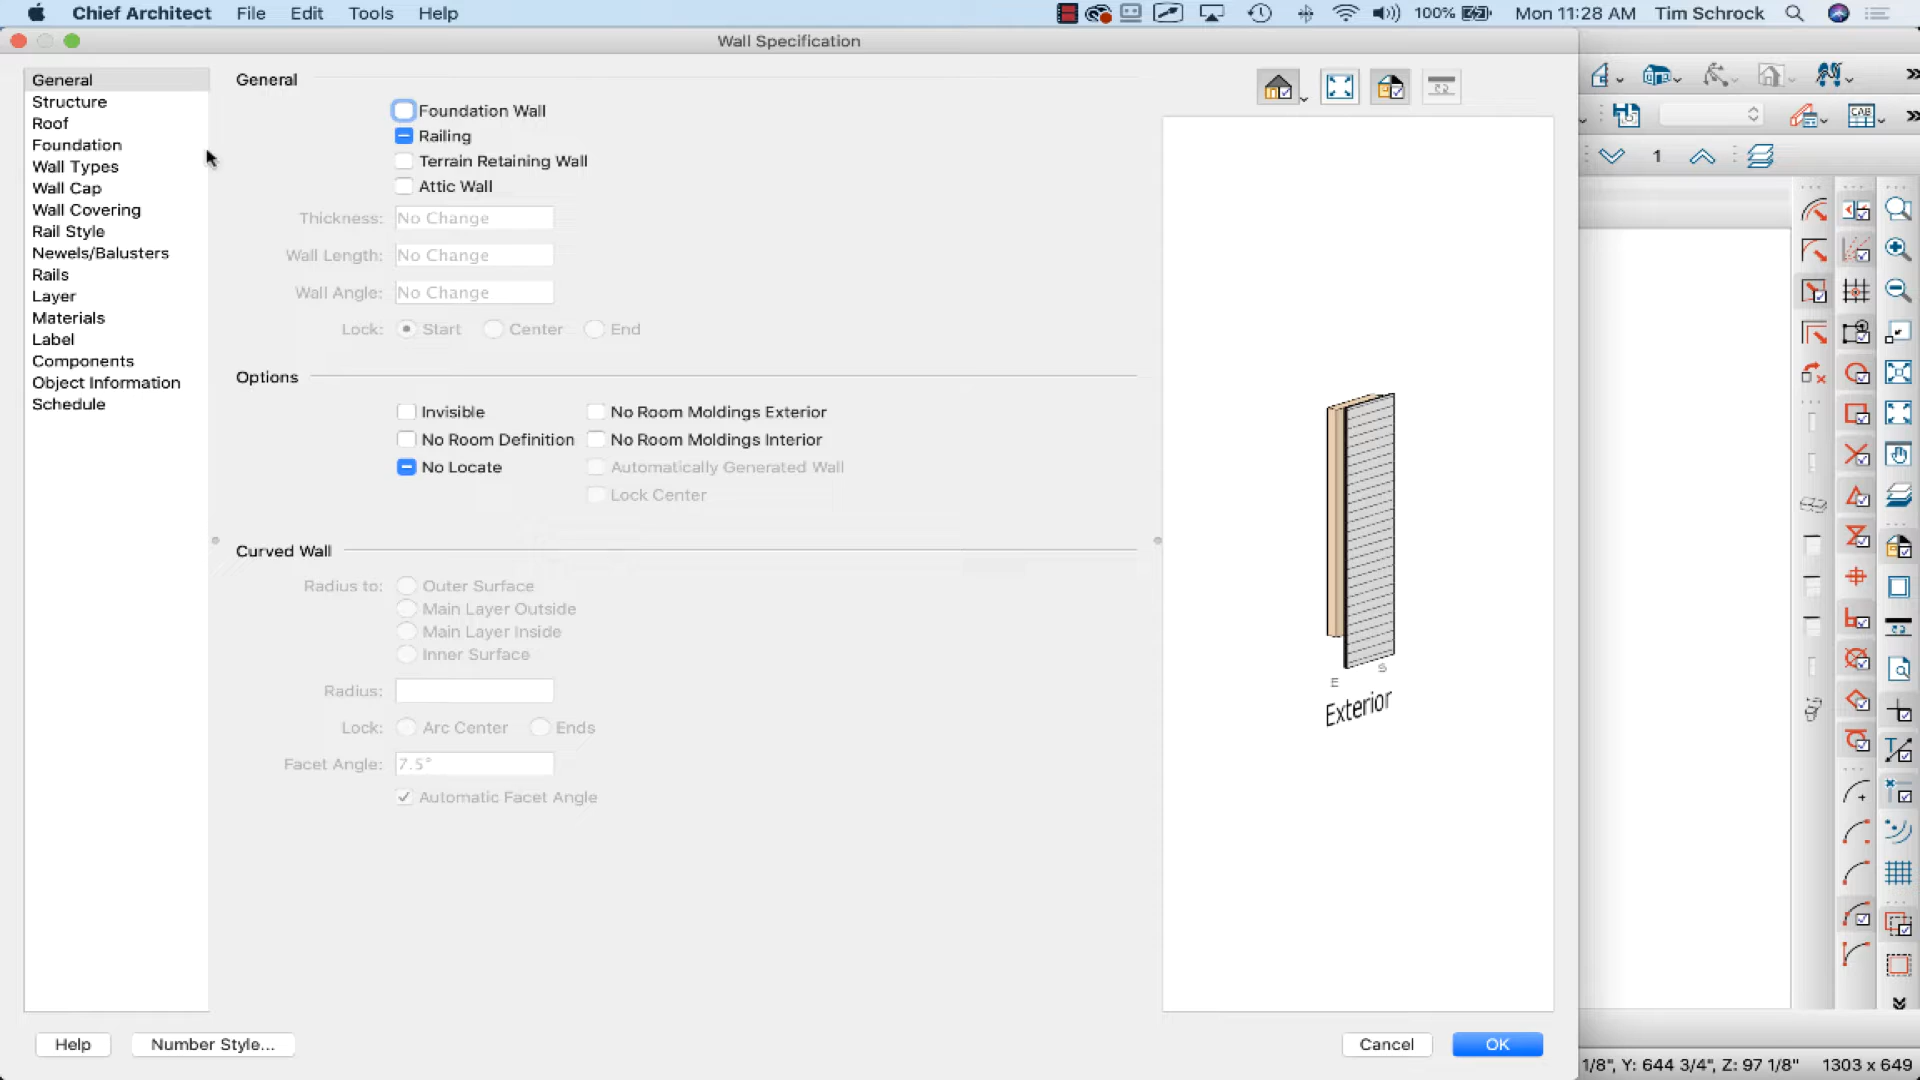 Chief Architect File Edit Tools Help 100% Mon 11:28 AM Tim Schrock
Wall Specification
General
Structure
Roof
Foundation
Wall Types
Wall Cap
Wall Covering
Rail Style
Newels/Balusters
Rails
Layer
Materials
Label
Components
Object Information
Schedule
General
Foundation Wall
Railing
Terrain Retaining Wall
Attic Wall
Thickness: No Change
Wall Length: No Change
Wall Angle: No Change
Lock: Start Center End
Options
Invisible No Room Moldings Exterior
No Room Definition No Room Moldings Interior
No Locate Automatically Generated Wall
Lock Center
Curved Wall
Radius to: Outer Surface
Main Layer Outside
Main Layer Inside
Inner Surface
Radius:
Lock: Arc Center Ends
Facet Angle: 7.5°
Automatic Facet Angle
E S
Exterior
CAB
1
Help Number Style... Cancel OK
1/8", Y: 644 3/4", Z: 97 1/8" 1303 x 649